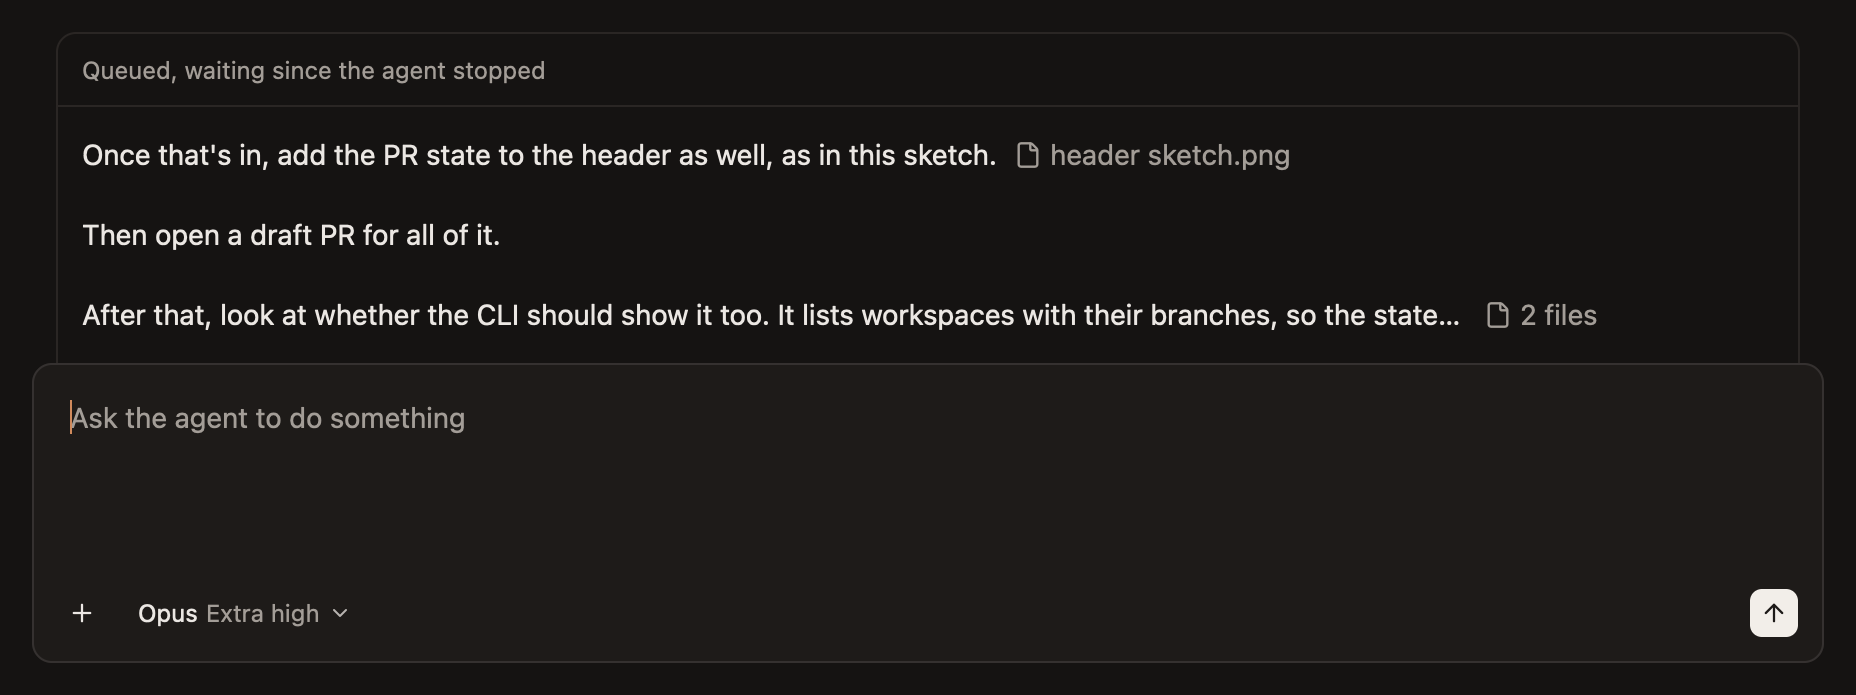 Queued, waiting since the agent stopped
Once that's in, add the PR state to the header as well, as in this sketch. header sketch.png
Then open a draft PR for all of it.
After that, look at whether the CLI should show it too. It lists workspaces with their branches, so the state... 2 files
Ask the agent to do something
Opus Extra high